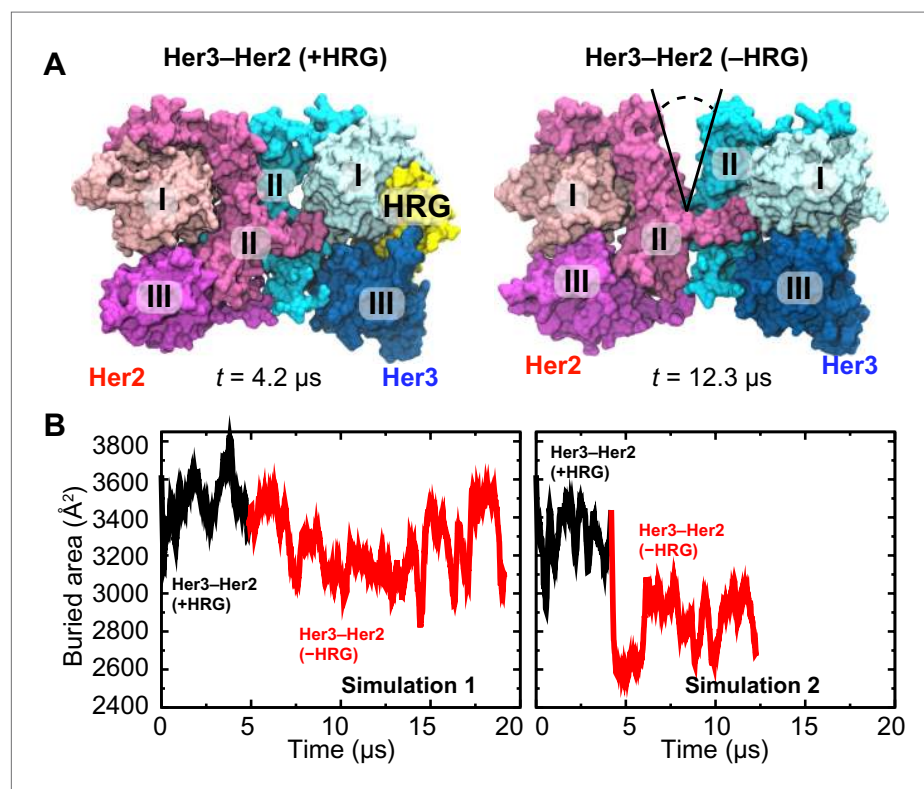 A
Her3–Her2 (+HRG)
Her3–Her2 (–HRG)
I
II
I
HRG
II
III
III
II
I
I
II
III
III
Her2
t = 4.2 µs
Her3
Her2
t = 12.3 µs
Her3
B
Buried area (Å²)
3800
3600
3400
3200
3000
2800
2600
2400
Her3–Her2
(+HRG)
Her3–Her2
(−HRG)
Simulation 1
0
5
10
15
20
Time (µs)
Her3–Her2
(+HRG)
Her3–Her2
(−HRG)
Simulation 2
0
5
10
15
20
Time (µs)